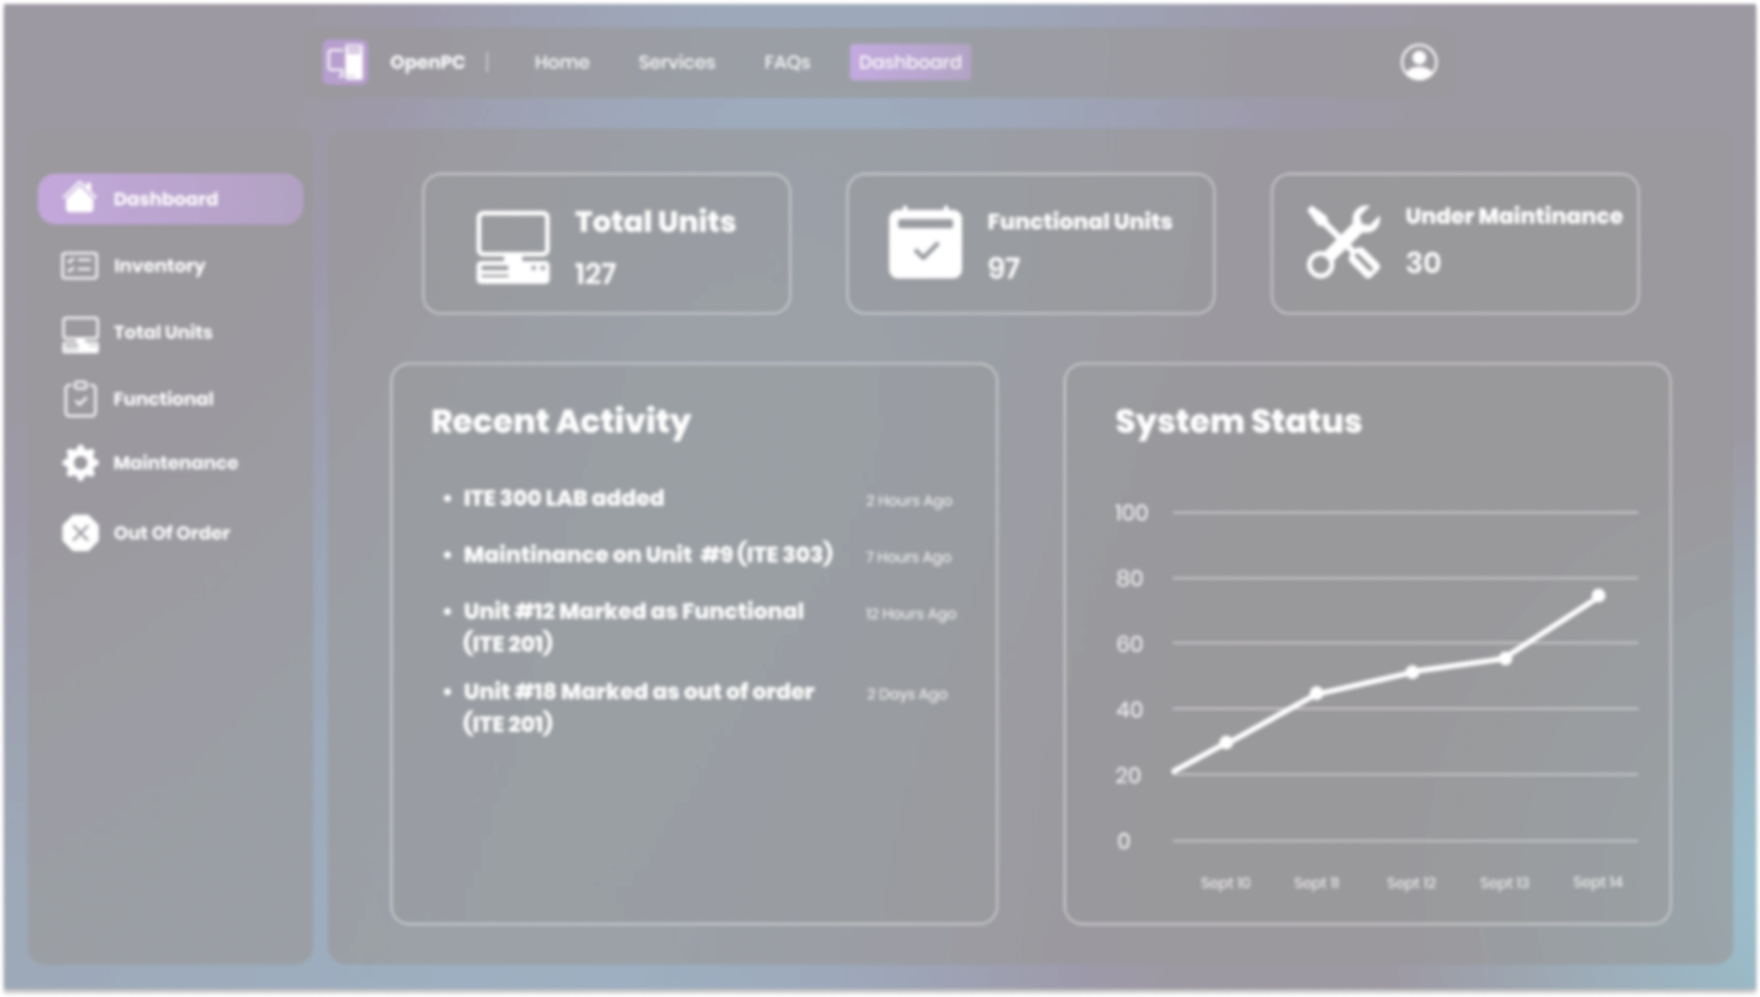 OpenPC | Home Services FAQs Dashboard
Dashboard
Inventory
Total Units
Functional
Maintenance
Out Of Order
Total Units
127
Functional Units
97
Under Maintinance
30
Recent Activity
• ITE 300 LAB added 2 Hours Ago
• Maintinance on Unit #9 (ITE 303) 7 Hours Ago
• Unit #12 Marked as Functional 12 Hours Ago
(ITE 201)
• Unit #18 Marked as out of order 2 Days Ago
(ITE 201)
System Status
100
80
60
40
20
0
Sept 10 Sept 11 Sept 12 Sept 13 Sept 14